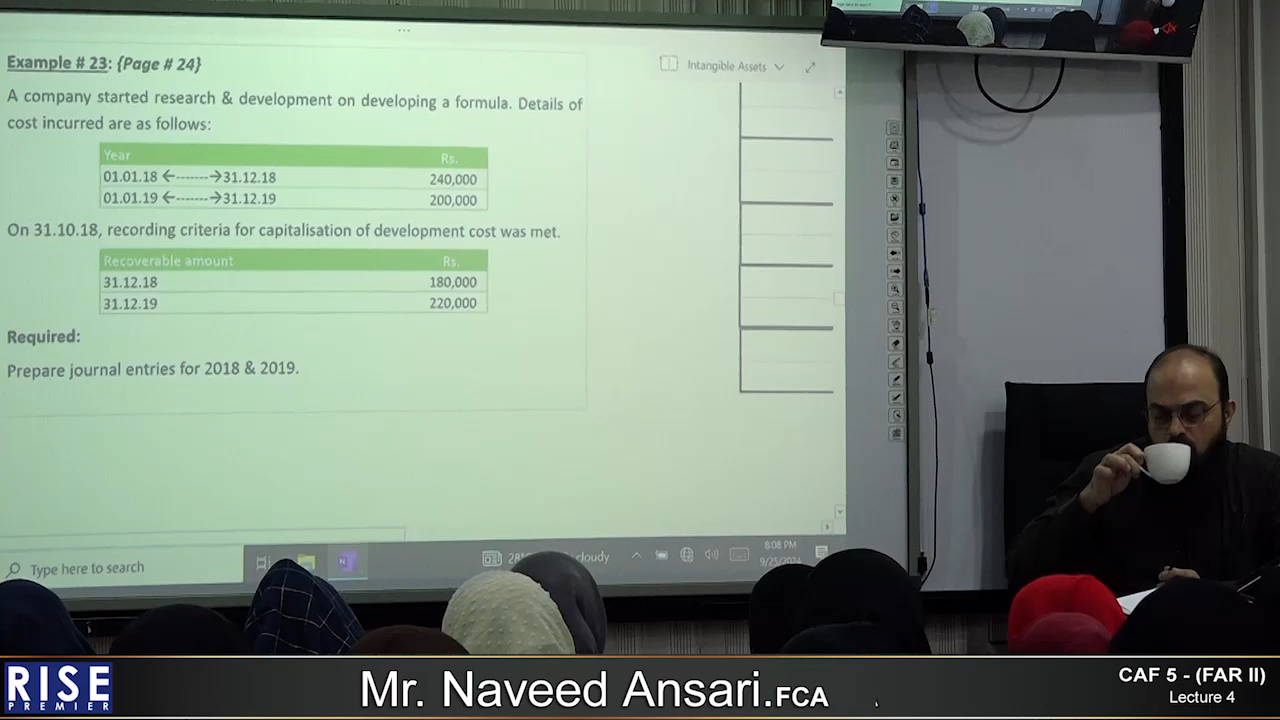 Example # 23: {Page # 24}
A company started research & development on developing a formula. Details of
cost incurred are as follows:
Year Rs.
01.01.18 ←-------→31.12.18 240,000
01.01.19 ←-------→31.12.19 200,000
On 31.10.18, recording criteria for capitalisation of development cost was met.
Recoverable amount Rs.
31.12.18 180,000
31.12.19 220,000
Required:
Prepare journal entries for 2018 & 2019.
Intangible Assets
Type here to search
28° cloudy
8:08 PM
RISE
PREMIER
Mr. Naveed Ansari.FCA
CAF 5 - (FAR II)
Lecture 4